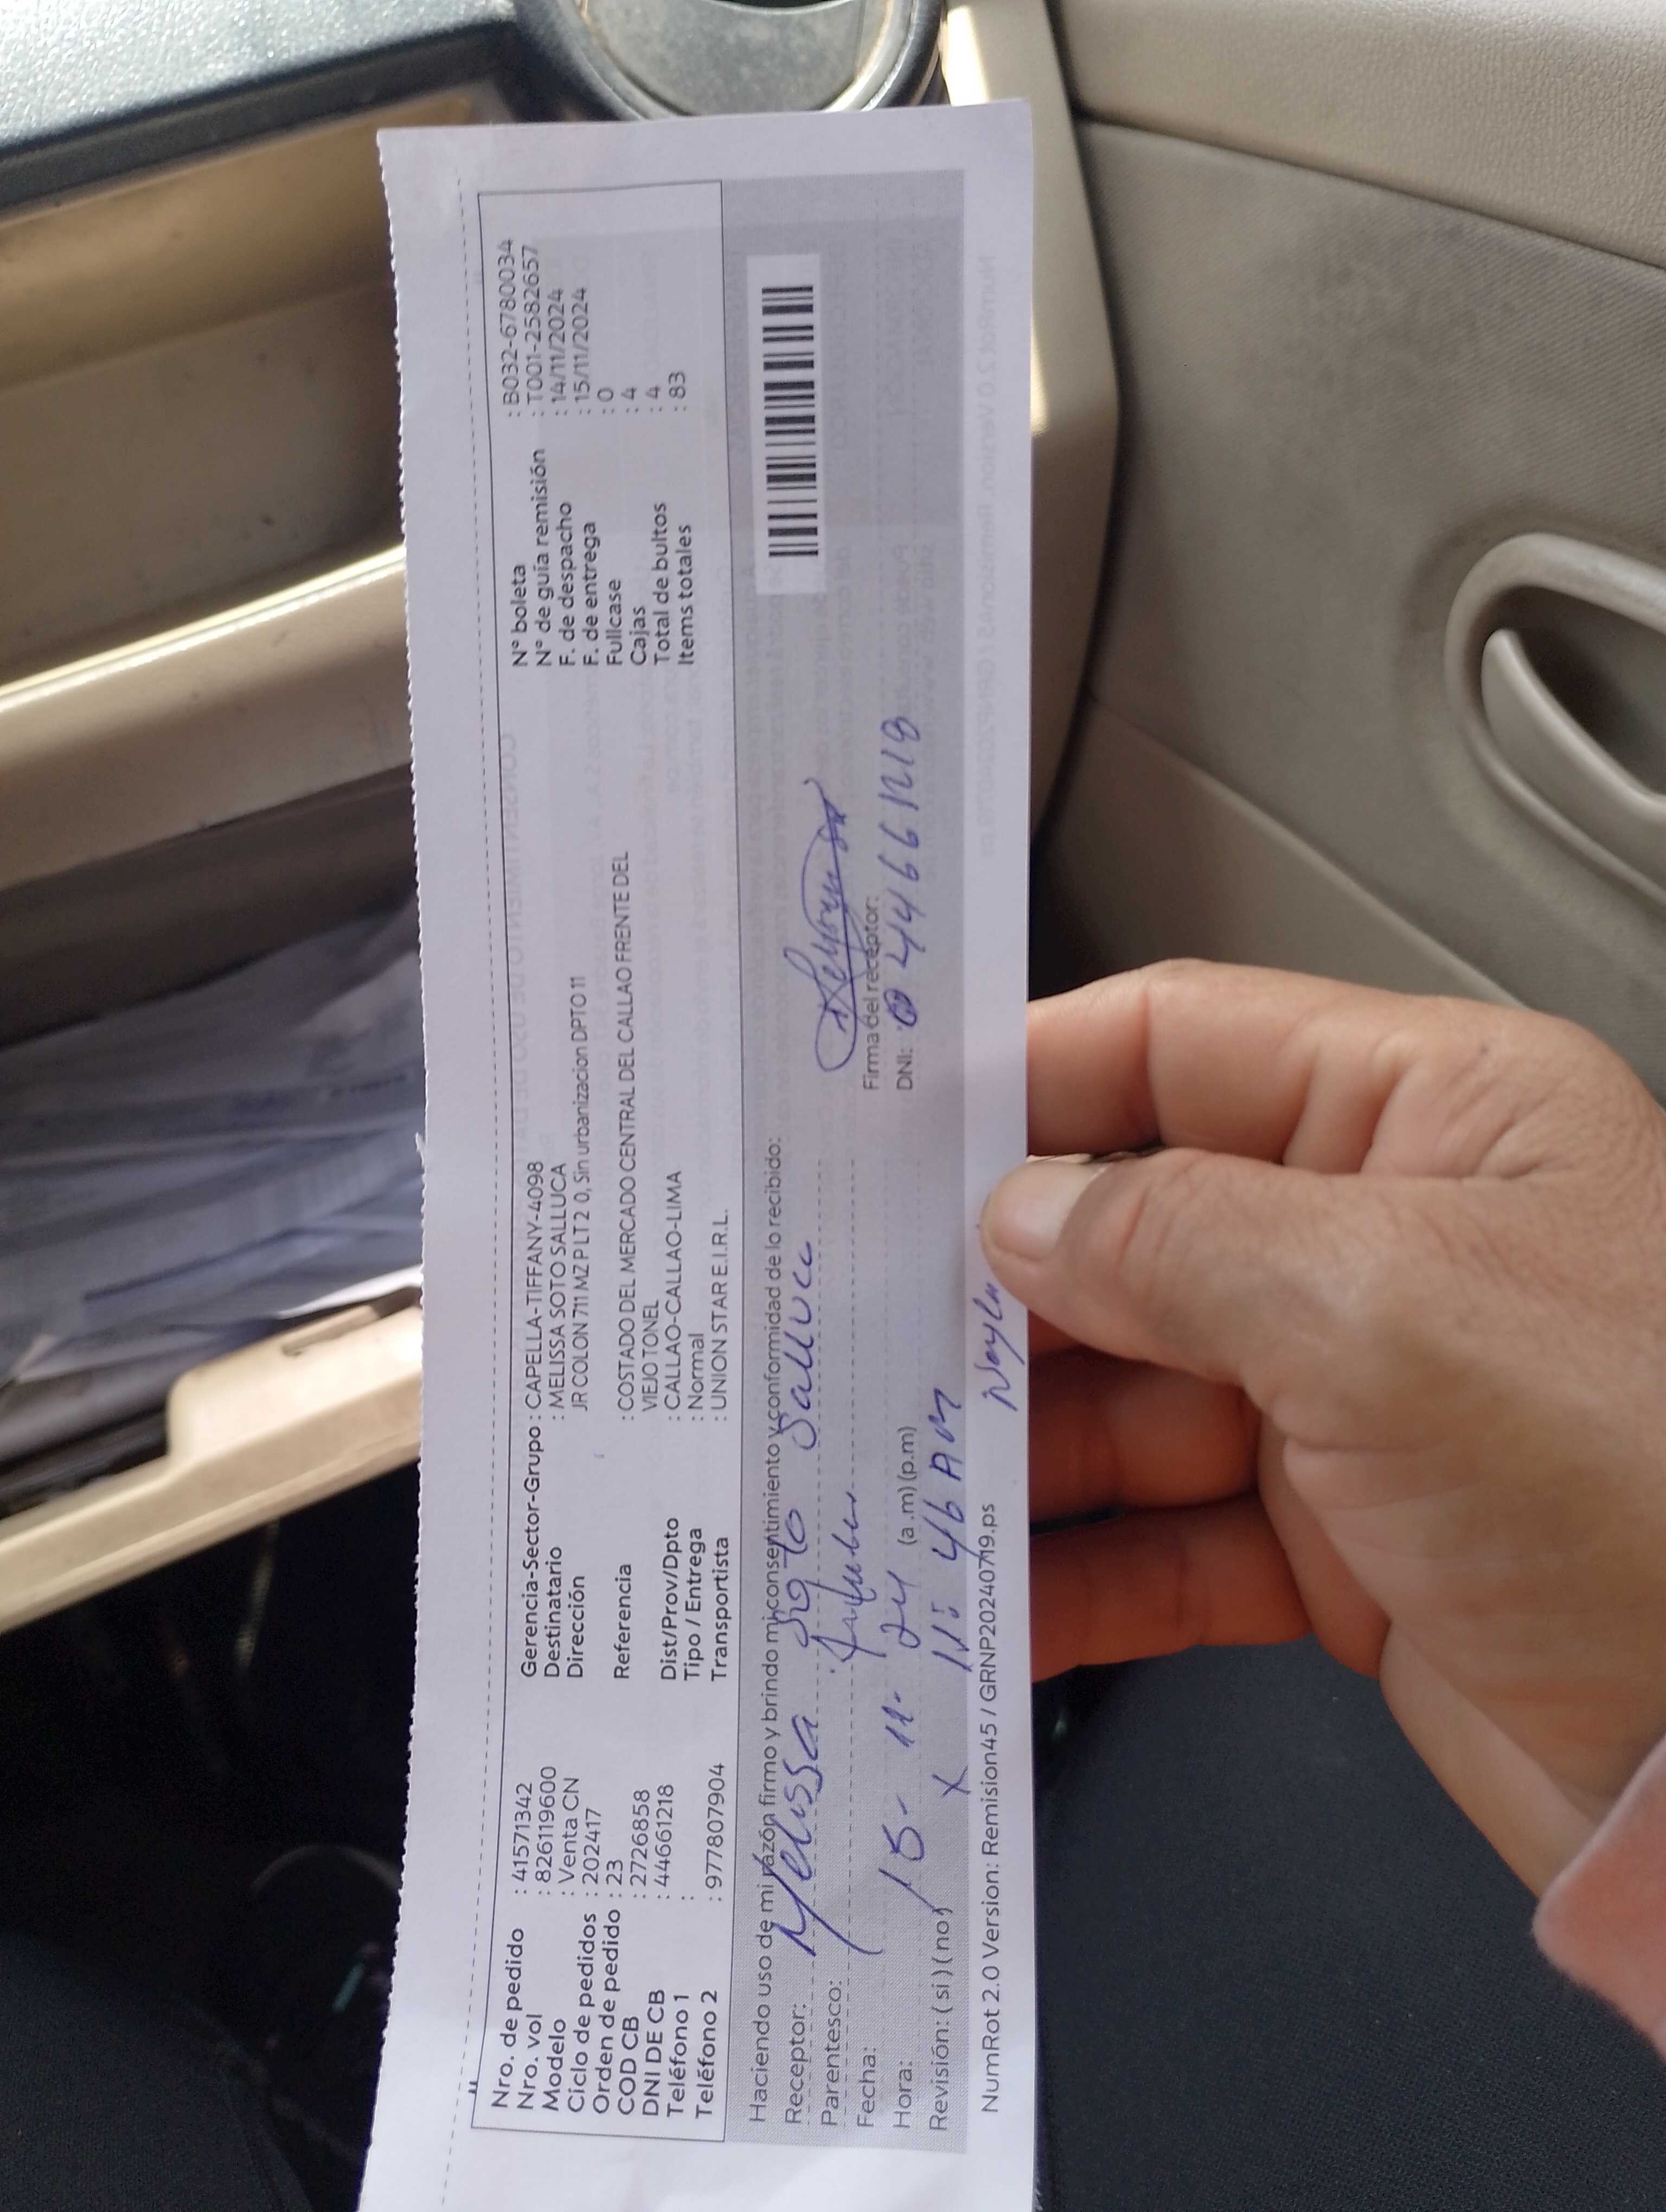 Nro. de pedido : 41571342
Nro. vol : 826119600
Modelo : Venta CN
Ciclo de pedidos : 202417
Orden de pedido : 23
COD CB : 2726858
DNI DE CB : 44661218
Teléfono 1 :
Teléfono 2 : 977807904
Gerencia-Sector-Grupo : CAPELLA-TIFFANY-4098
Destinatario : MELISSA SOTO SALLUCA
Dirección JR COLON 711 MZ P LT 2 0, Sin urbanizacion DPTO 11
Referencia : COSTADO DEL MERCADO CENTRAL DEL CALLAO FRENTE DEL
VIEJO TONEL
Dist/Prov/Dpto : CALLAO-CALLAO-LIMA
Tipo / Entrega : Normal
Transportista : UNION STAR E.I.R.L.
N° boleta : B032-6780034
N° de guía remisión : T001-2582657
F. de despacho : 14/11/2024
F. de entrega : 15/11/2024
Fullcase : 0
Cajas : 4
Total de bultos : 4
Items totales : 83
Haciendo uso de mi razón firmo y brindo mi consentimiento y conformidad de lo recibido:
Receptor: Melissa Soto Salluca
Parentesco:
Fecha: 15- 11- 24
Hora: (a.m) (p.m)
11:46 AM
Revisión: ( si ) ( no ) X
Firma del receptor:
DNI: 44661218
NumRot 2.0 Version: Remision45 / GRNP20240719.ps